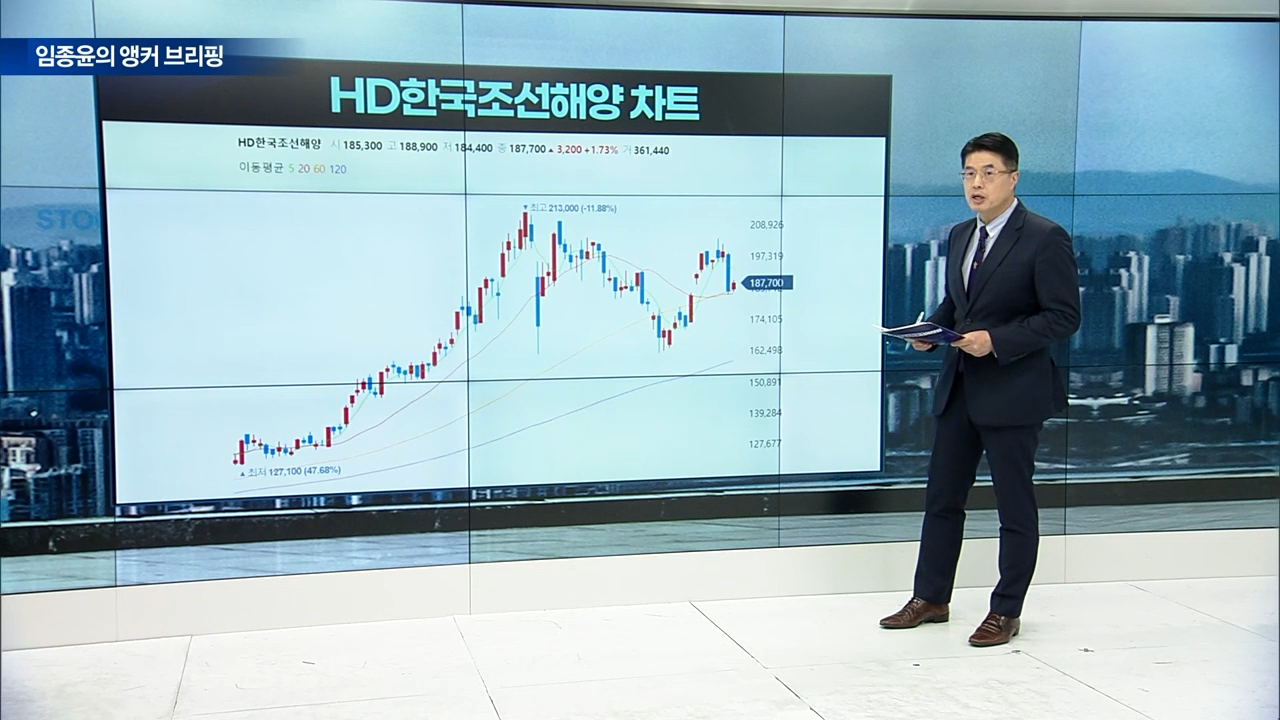 임종윤의 앵커 브리핑
HD한국조선해양 차트
HD한국조선해양 시 185,300 고 188,900 저 184,400 종 187,700 ▲ 3,200 +1.73% 거 361,440
이동평균 5 20 60 120
▼최고 213,000 (-11.88%)
208,926
STO
197,319
187,700
174,105
162,498
150,891
139,284
127,677
▲최저 127,100 (47.68%)